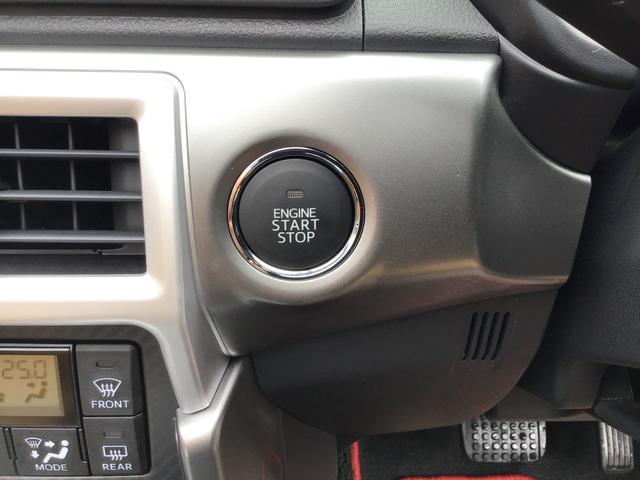 ENGINE
START
STOP
25.0
FRONT
MODE
REAR